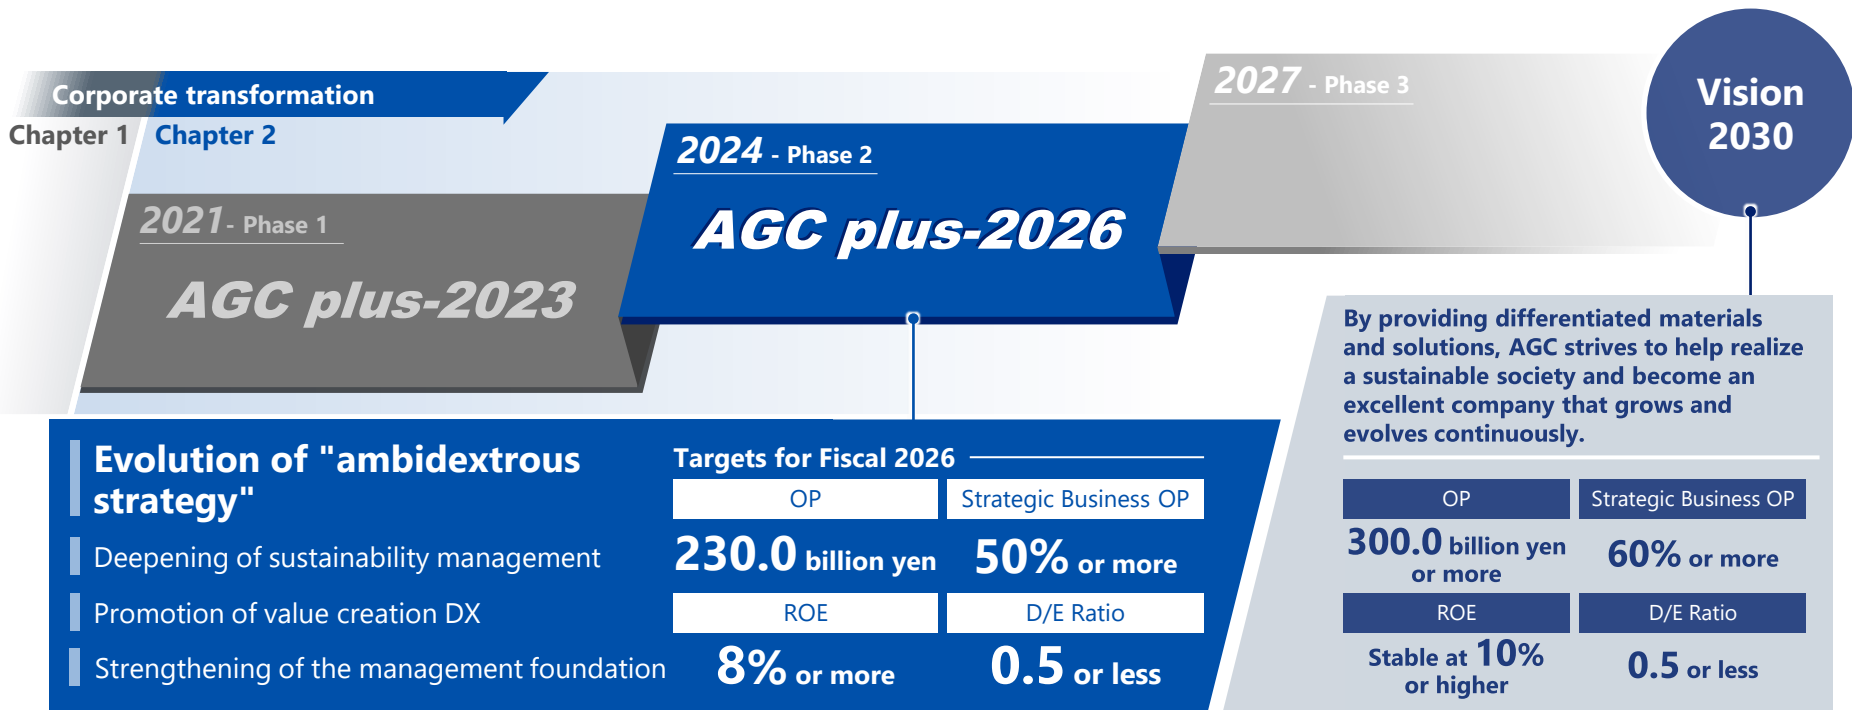 Corporate transformation
Chapter 1
Chapter 2
2021 - Phase 1
AGC plus-2023
2024 - Phase 2
AGC plus-2026
2027 - Phase 3
Vision
2030
Evolution of "ambidextrous
strategy"
Deepening of sustainability management
Promotion of value creation DX
Strengthening of the management foundation
Targets for Fiscal 2026
OP
230.0 billion yen
Strategic Business OP
50% or more
ROE
8% or more
D/E Ratio
0.5 or less
By providing differentiated materials
and solutions, AGC strives to help realize
a sustainable society and become an
excellent company that grows and
evolves continuously.
OP
300.0 billion yen
or more
Strategic Business OP
60% or more
ROE
Stable at 10%
or higher
D/E Ratio
0.5 or less